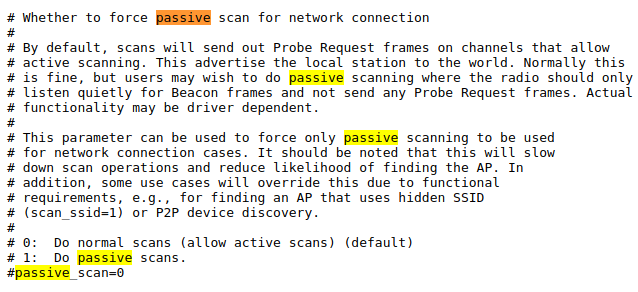 # Whether to force passive scan for network connection
#
# By default, scans will send out Probe Request frames on channels that allow
# active scanning. This advertise the local station to the world. Normally this
# is fine, but users may wish to do passive scanning where the radio should only
# listen quietly for Beacon frames and not send any Probe Request frames. Actual
# functionality may be driver dependent.
#
# This parameter can be used to force only passive scanning to be used
# for network connection cases. It should be noted that this will slow
# down scan operations and reduce likelihood of finding the AP. In
# addition, some use cases will override this due to functional
# requirements, e.g., for finding an AP that uses hidden SSID
# (scan_ssid=1) or P2P device discovery.
#
# 0:  Do normal scans (allow active scans) (default)
# 1:  Do passive scans.
#passive_scan=0